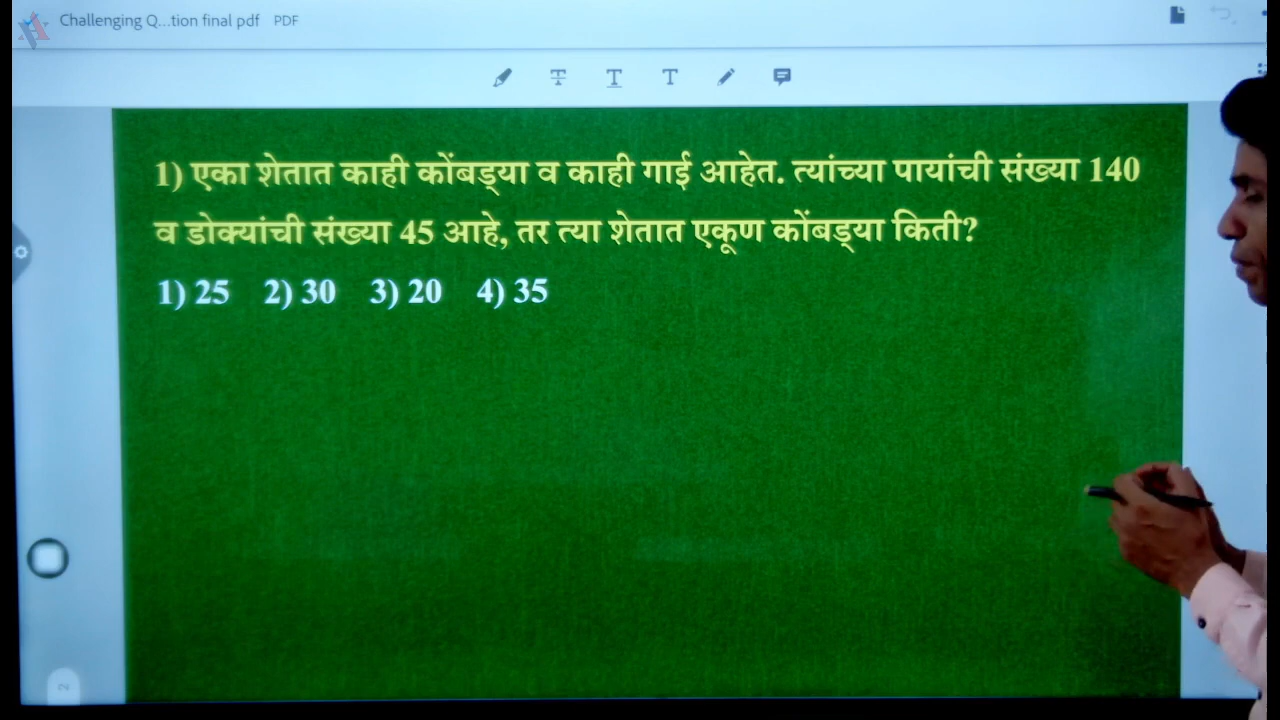 Challenging Q...tion final pdf PDF
1) एका शेतात काही कोंबड्या व काही गाई आहेत. त्यांच्या पायांची संख्या 140
व डोक्यांची संख्या 45 आहे, तर त्या शेतात एकूण कोंबड्या किती?
1) 25 2) 30 3) 20 4) 35
2